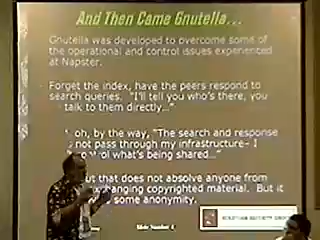 And Then Came Gnutella...
Gnutella was developed to overcome some of
the operational and control issues experienced
at Napster.
Forget the index, have the peers respond to
search queries. "I'll tell you who's there, you
talk to them directly..."
oh, by the way, "The search and response
not pass through my infrastructure– I
what's being shared..."
ut that does not absolve anyone from
changing copyrighted material. But it
some anonymity.
Slide Number